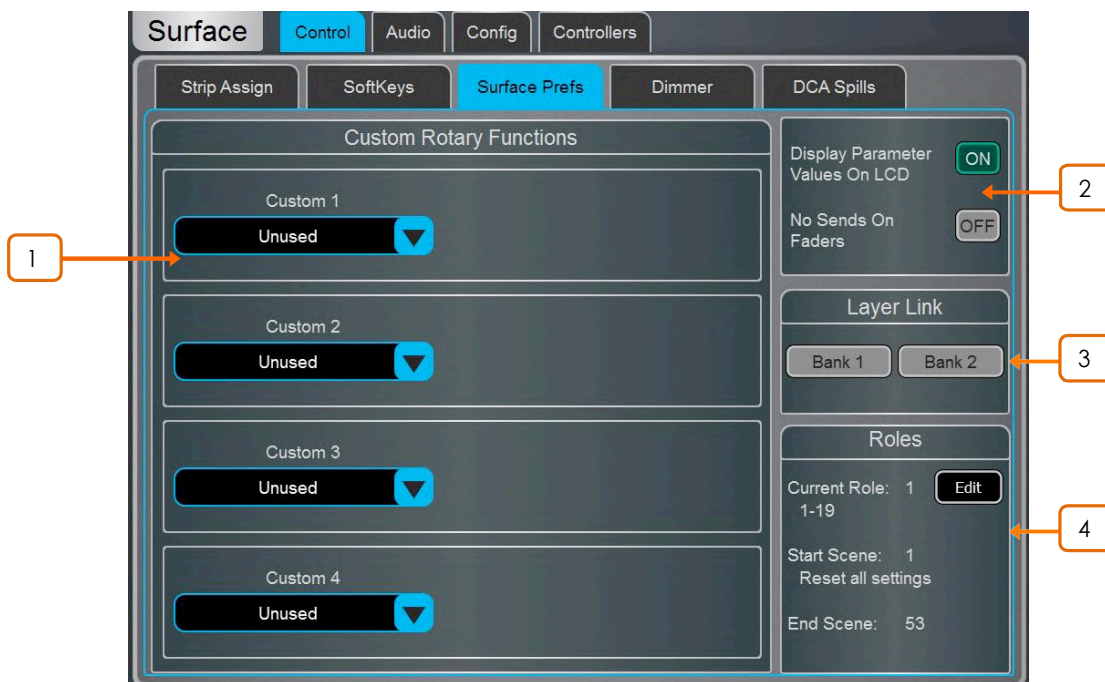 Surface
Control
Audio
Config
Controllers
Strip Assign
SoftKeys
Surface Prefs
Dimmer
DCA Spills
Custom Rotary Functions
Custom 1
Unused
Custom 2
Unused
Custom 3
Unused
Custom 4
Unused
Display Parameter
Values On LCD
ON
No Sends On
Faders
OFF
Layer Link
Bank 1
Bank 2
Roles
Current Role: 1
Edit
1-19
Start Scene: 1
Reset all settings
End Scene: 53
1
2
3
4